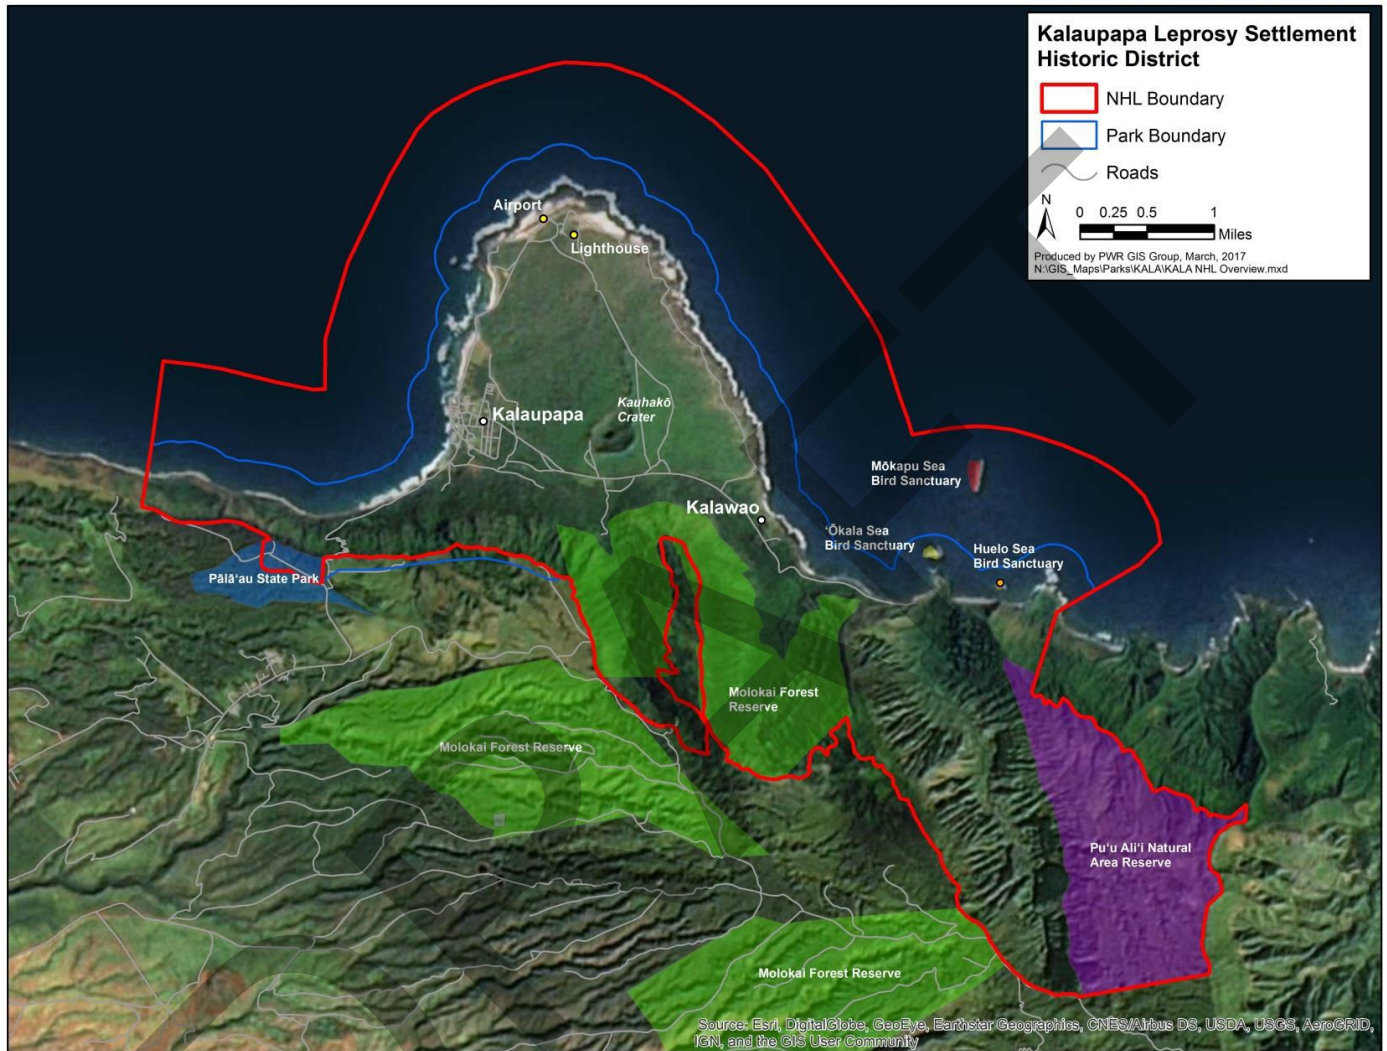 Kalaupapa Leprosy Settlement
Historic District
NHL Boundary
Park Boundary
Roads
N
0 0.25 0.5 1
Miles
Produced by PWR GIS Group, March, 2017
N:\GIS_Maps\Parks\KALA\KALA NHL Overview.mxd
Airport
Lighthouse
Kalaupapa
Kauhakō
Crater
Mōkapu Sea
Bird Sanctuary
Kalawao
ʻŌkala Sea
Bird Sanctuary
Huelo Sea
Bird Sanctuary
Pālāʻau State Park
Molokai Forest
Reserve
Molokai Forest Reserve
Puʻu Aliʻi Natural
Area Reserve
Molokai Forest Reserve
Source: Esri, DigitalGlobe, GeoEye, Earthstar Geographics, CNES/Airbus DS, USDA, USGS, AeroGRID,
IGN, and the GIS User Community
DRAFT